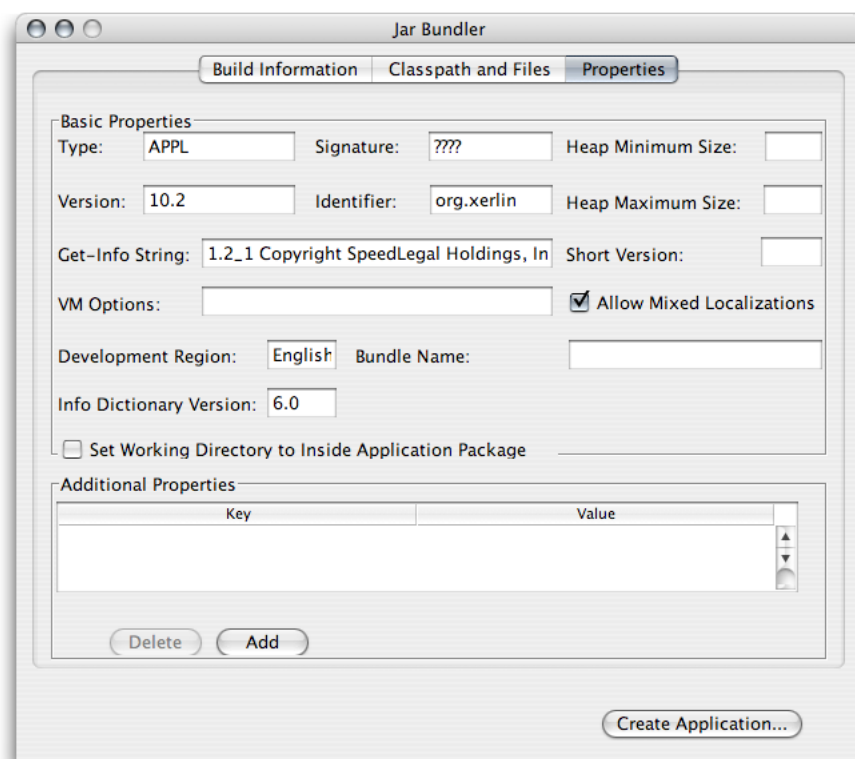 Jar Bundler
Build Information Classpath and Files Properties
Basic Properties
Type: APPL Signature: ???? Heap Minimum Size:
Version: 10.2 Identifier: org.xerlin Heap Maximum Size:
Get-Info String: 1.2_1 Copyright SpeedLegal Holdings, In Short Version:
VM Options: Allow Mixed Localizations
Development Region: English Bundle Name:
Info Dictionary Version: 6.0
Set Working Directory to Inside Application Package
Additional Properties
Key Value
Delete Add
Create Application...